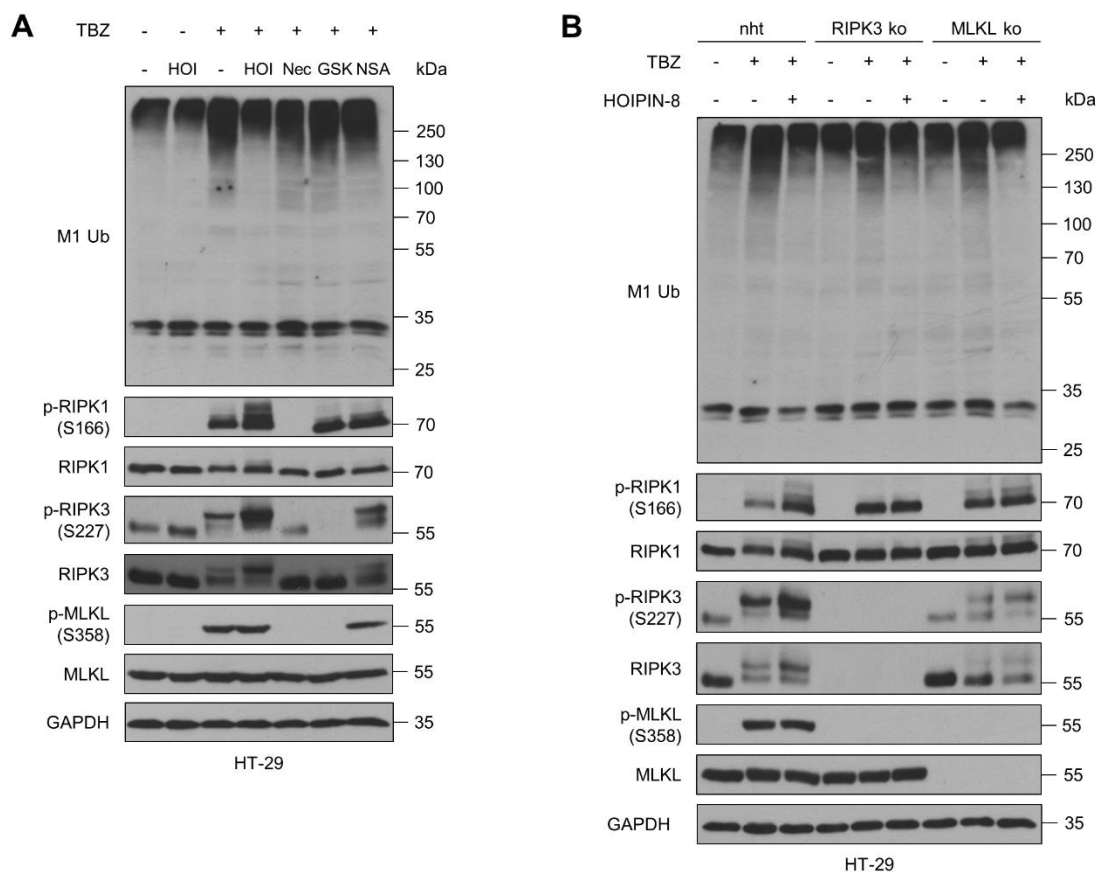 A
TBZ - - + + + + +
- HOI - HOI Nec GSK NSA kDa
M1 Ub
250
130
100
70
55
35
25
p-RIPK1
(S166)
70
RIPK1
70
p-RIPK3
(S227)
55
RIPK3
55
p-MLKL
(S358)
55
MLKL
55
GAPDH
35
HT-29
B
nht RIPK3 ko MLKL ko
TBZ - + + - + + - + +
HOIPIN-8 - - + - - + - - + kDa
M1 Ub
250
130
100
70
55
35
25
p-RIPK1
(S166)
70
RIPK1
70
p-RIPK3
(S227)
55
RIPK3
55
p-MLKL
(S358)
55
MLKL
55
GAPDH
35
HT-29